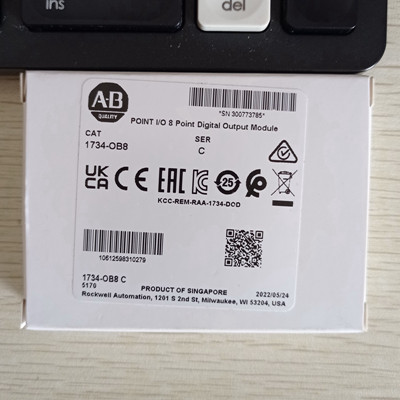 ins
del
A-B
QUALITY
*SN 300773785*
POINT I/O 8 Point Digital Output Module
CAT
SER
1734-OB8
C
UK CA CE EAC 25
KCC-REM-RAA-1734-DOD
10612598310279
1734-OB8 C
5170
PRODUCT OF SINGAPORE
2022/05/24
Rockwell Automation, 1201 S 2nd St, Milwaukee, WI 53204, USA